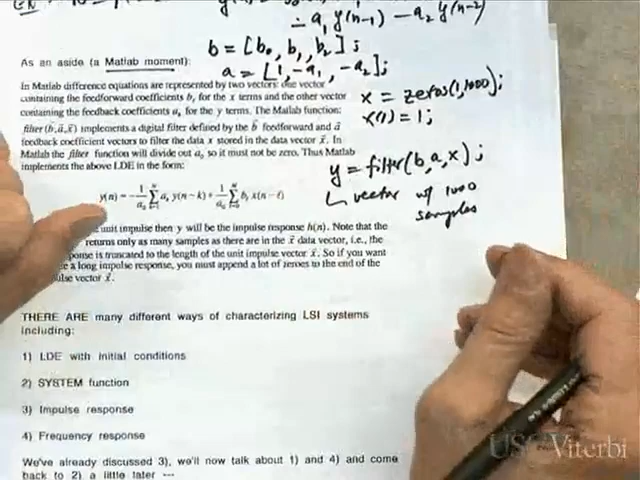 - a₁ y(n-1) - a₂ y(n-2)
b = [b₀, b₁, b₂];
As an aside (a Matlab moment):
a = [1, -a₁, -a₂];
In Matlab difference equations are represented by two vectors: one vector
containing the feedforward coefficients bᵢ for the x terms and the other vector
containing the feedback coefficients aₖ for the y terms. The Matlab function:
filter(b,a,x) implements a digital filter defined by the b feedforward and a
feedback coefficient vectors to filter the data x stored in the data vector x. In
Matlab the filter function will divide out a₀ so it must not be zero. Thus Matlab
implements the above LDE in the form:
x = zeros(1,1000);
x(1) = 1;
y = filter(b,a,x);
vector w/ 1000
samples
y(n) = -1/a₀ Σ aₖ y(n-k) + 1/a₀ Σ bᵢ x(n-ℓ)
unit impulse then y will be the impulse response h(n). Note that the
returns only as many samples as there are in the x data vector, i.e., the
is truncated to the length of the unit impulse vector x. So if you want
a long impulse response, you must append a lot of zeroes to the end of the
vector x.
THERE ARE many different ways of characterizing LSI systems
including:
1) LDE with initial conditions
2) SYSTEM function
3) Impulse response
4) Frequency response
We've already discussed 3), we'll now talk about 1) and 4) and come
back to 2) a little later ---
USC Viterbi